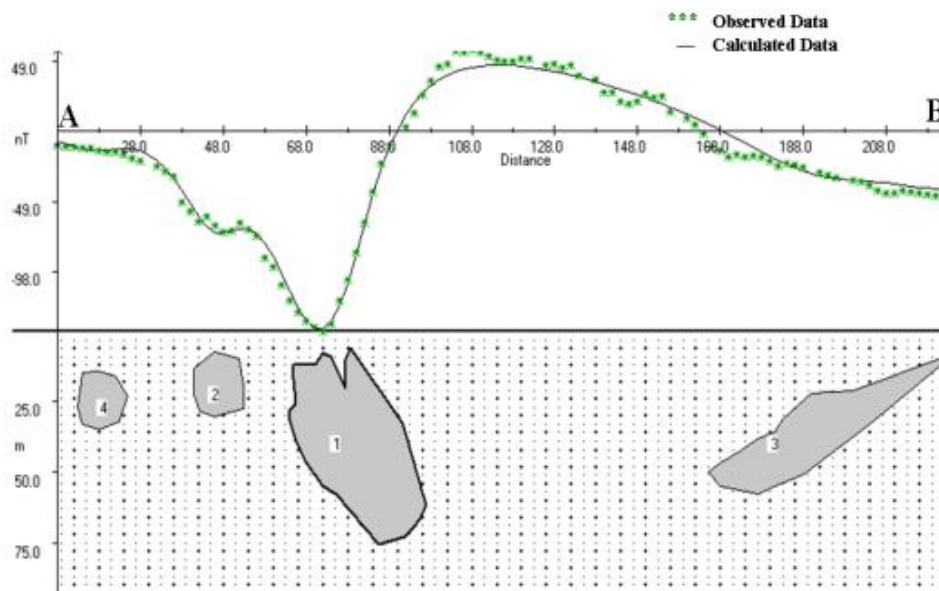 *** Observed Data
— Calculated Data
49.0
A
B
nT
28.0 48.0 68.0 88.0 108.0 128.0 148.0 168.0 188.0 208.0
Distance
-49.0
-98.0
4
2
1
3
25.0
m
50.0
75.0